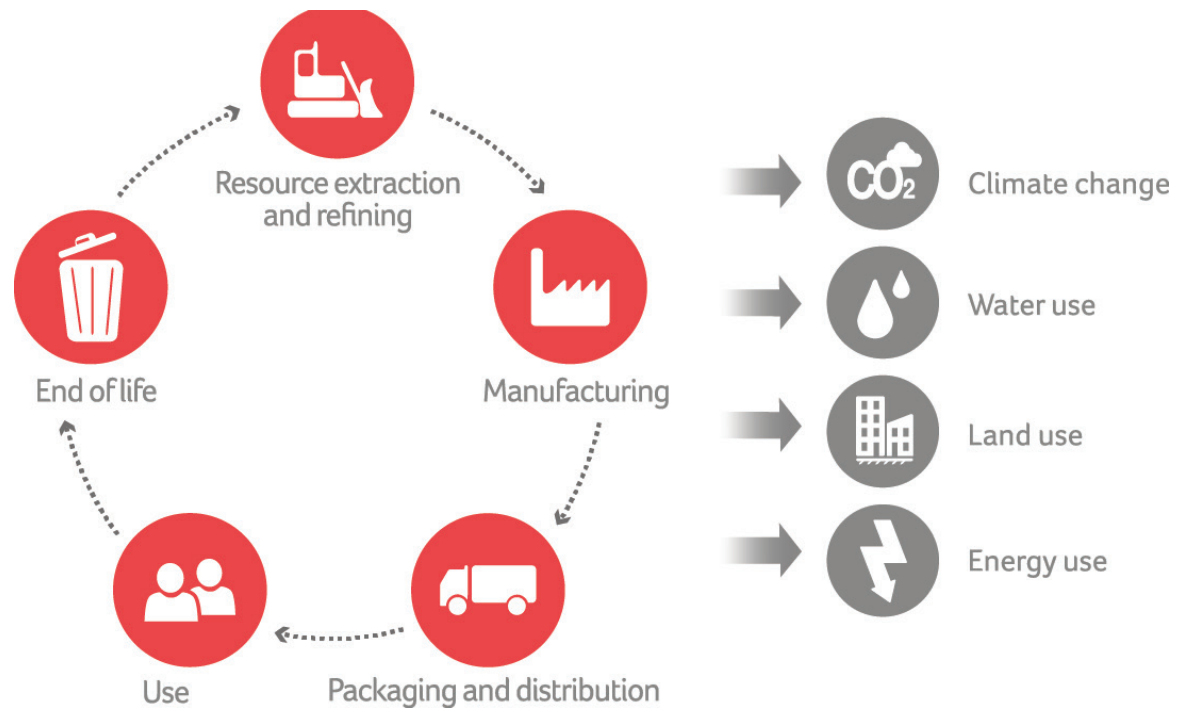 Resource extraction
and refining
Manufacturing
Packaging and distribution
Use
End of life
CO2
Climate change
Water use
Land use
Energy use